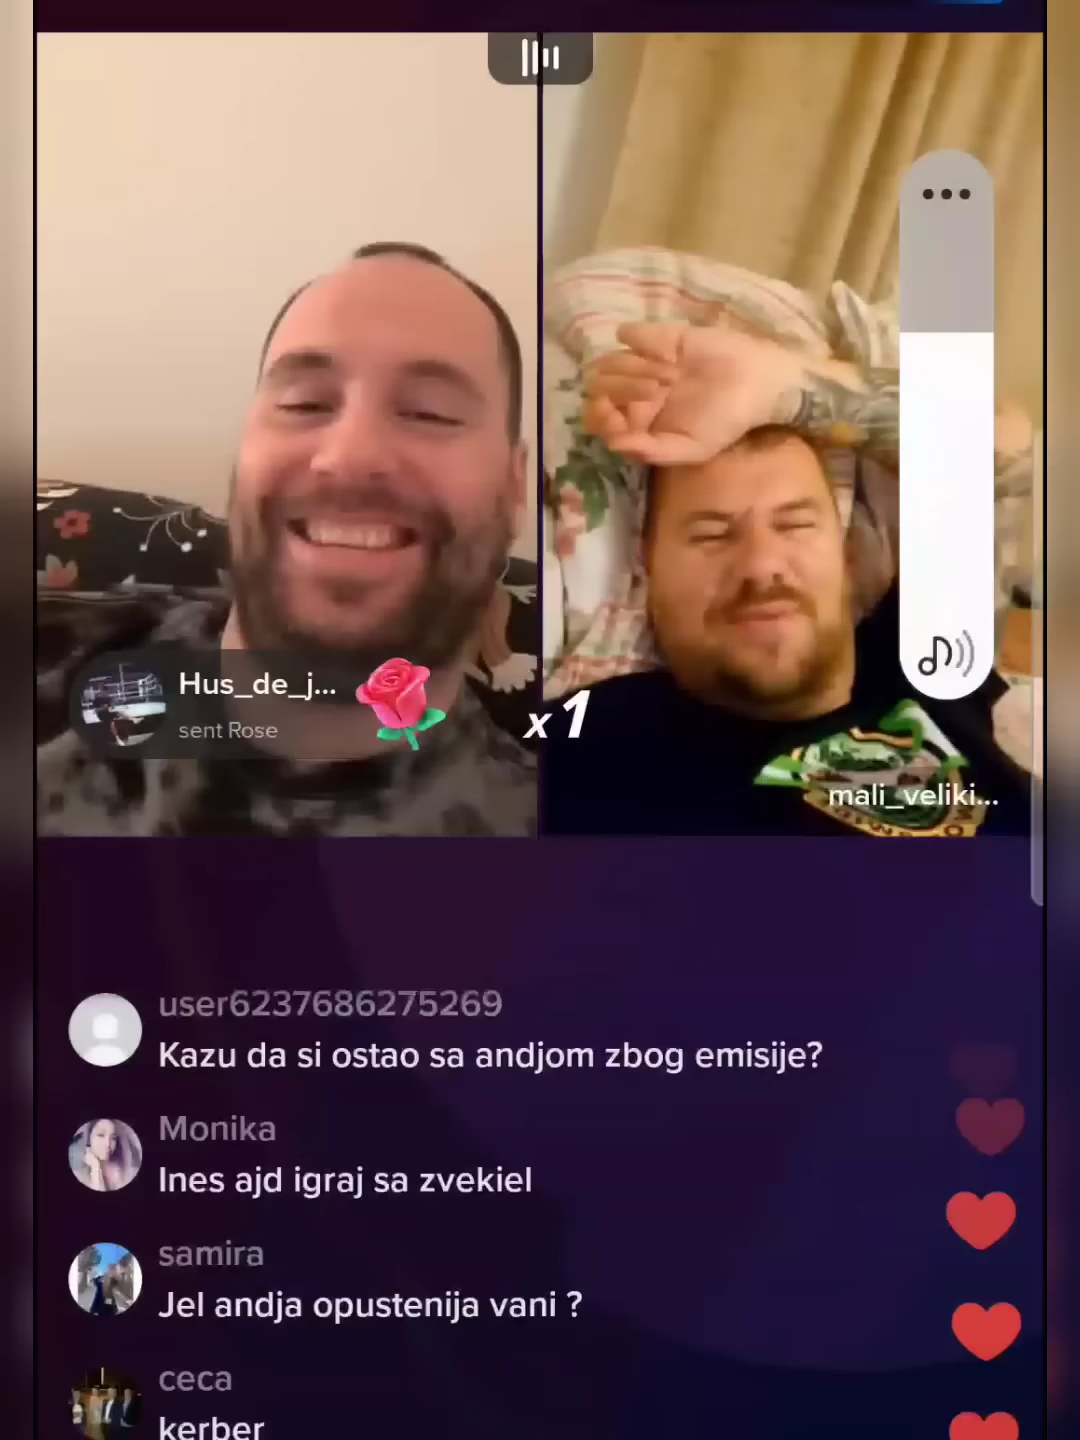 Hus_de_j...
sent Rose
x1
mali_veliki...
user6237686275269
Kazu da si ostao sa andjom zbog emisije?
Monika
Ines ajd igraj sa zvekiel
samira
Jel andja opustenija vani ?
ceca
kerber